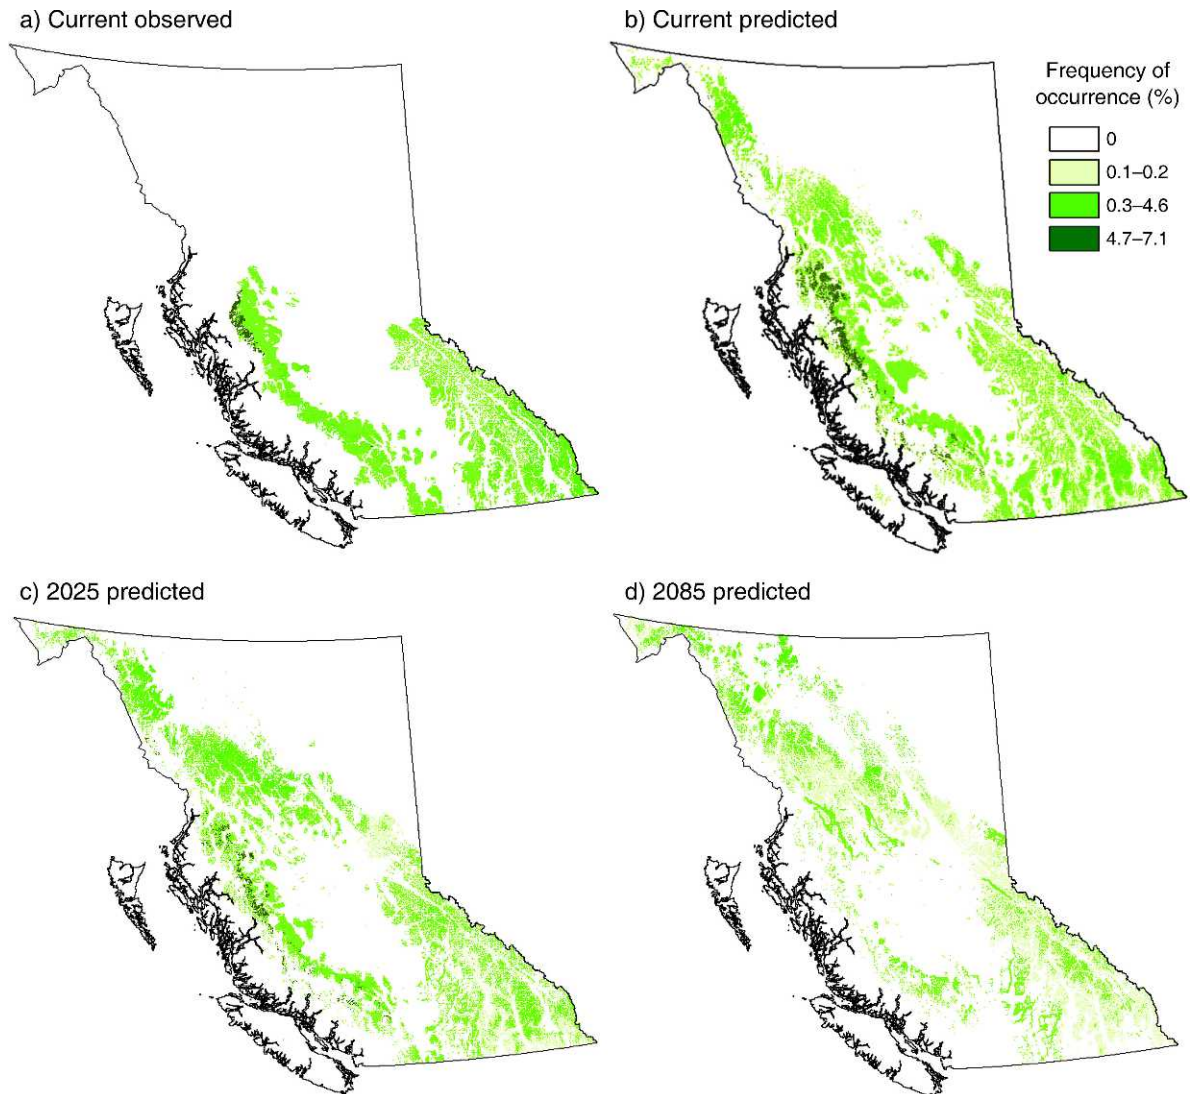 a) Current observed
b) Current predicted
Frequency of
occurrence (%)
0
0.1–0.2
0.3–4.6
4.7–7.1
c) 2025 predicted
d) 2085 predicted